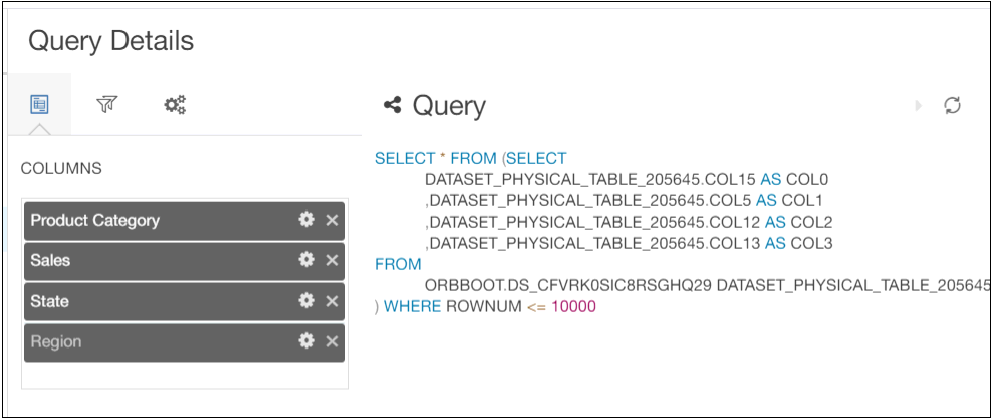 Query Details
Query
COLUMNS
Product Category
Sales
State
Region
SELECT * FROM (SELECT
DATASET_PHYSICAL_TABLE_205645.COL15 AS COL0
,DATASET_PHYSICAL_TABLE_205645.COL5 AS COL1
,DATASET_PHYSICAL_TABLE_205645.COL12 AS COL2
,DATASET_PHYSICAL_TABLE_205645.COL13 AS COL3
FROM
ORBBOOT.DS_CFVRK0SIC8RSGHQ29 DATASET_PHYSICAL_TABLE_205645
) WHERE ROWNUM <= 10000